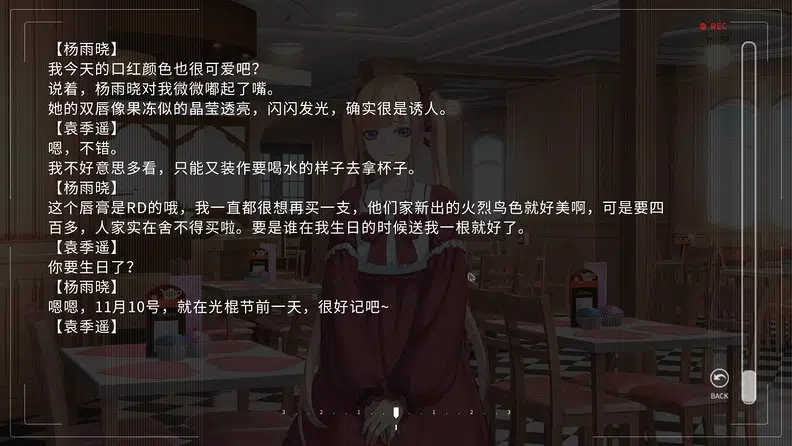 REC
【杨雨晓】
我今天的口红颜色也很可爱吧？
说着，杨雨晓对我微微嘟起了嘴。
她的双唇像果冻似的晶莹透亮，闪闪发光，确实很是诱人。
【袁季遥】
嗯，不错。
我不好意思多看，只能又装作要喝水的样子去拿杯子。
【杨雨晓】
这个唇膏是RD的哦，我一直都很想再买一支，他们家新出的火烈鸟色就好美啊，可是要四
百多，人家实在舍不得买啦。要是谁在我生日的时候送我一根就好了。
【袁季遥】
你要生日了？
【杨雨晓】
嗯嗯，11月10号，就在光棍节前一天，很好记吧~
【袁季遥】
BACK
3 . . 2 . . 1 . . . . 1 . . 2 . . 3